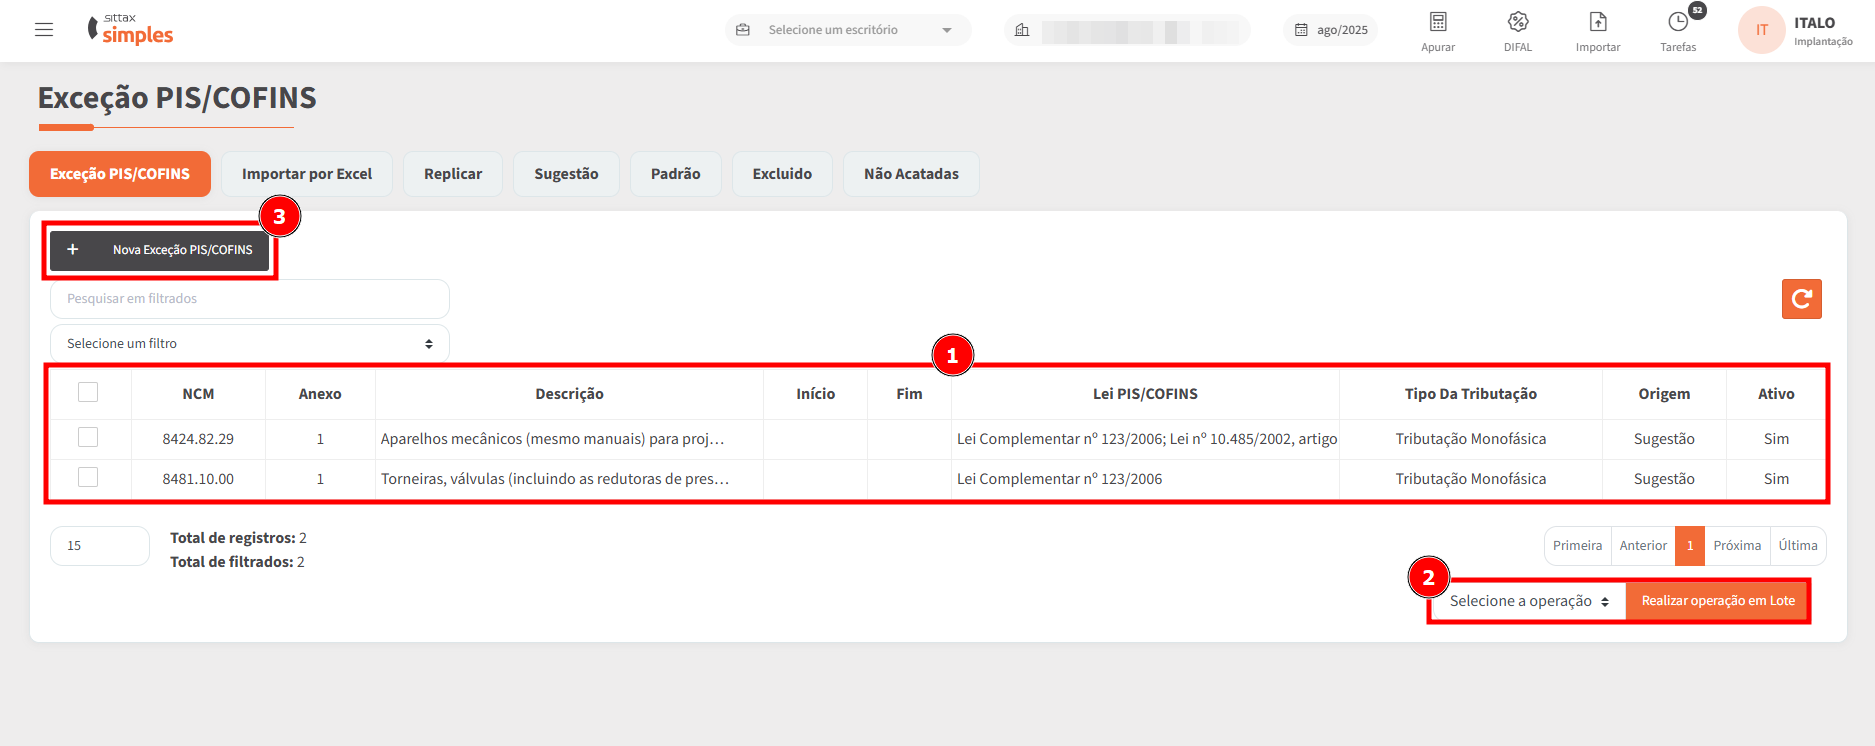 sittax
simples
Selecione um escritório
ago/2025
Apurar
DIFAL
Importar
52
Tarefas
IT
ITALO
Implantação
Exceção PIS/COFINS
Exceção PIS/COFINS
Importar por Excel
Replicar
Sugestão
Padrão
Excluido
Não Acatadas
3
+ Nova Exceção PIS/COFINS
Pesquisar em filtrados
Selecione um filtro
1
NCM Anexo Descrição Início Fim Lei PIS/COFINS Tipo Da Tributação Origem Ativo
8424.82.29 1 Aparelhos mecânicos (mesmo manuais) para proj... Lei Complementar nº 123/2006; Lei nº 10.485/2002, artigo Tributação Monofásica Sugestão Sim
8481.10.00 1 Torneiras, válvulas (incluindo as redutoras de pres... Lei Complementar nº 123/2006 Tributação Monofásica Sugestão Sim
15
Total de registros: 2
Total de filtrados: 2
Primeira Anterior 1 Próxima Última
2
Selecione a operação
Realizar operação em Lote